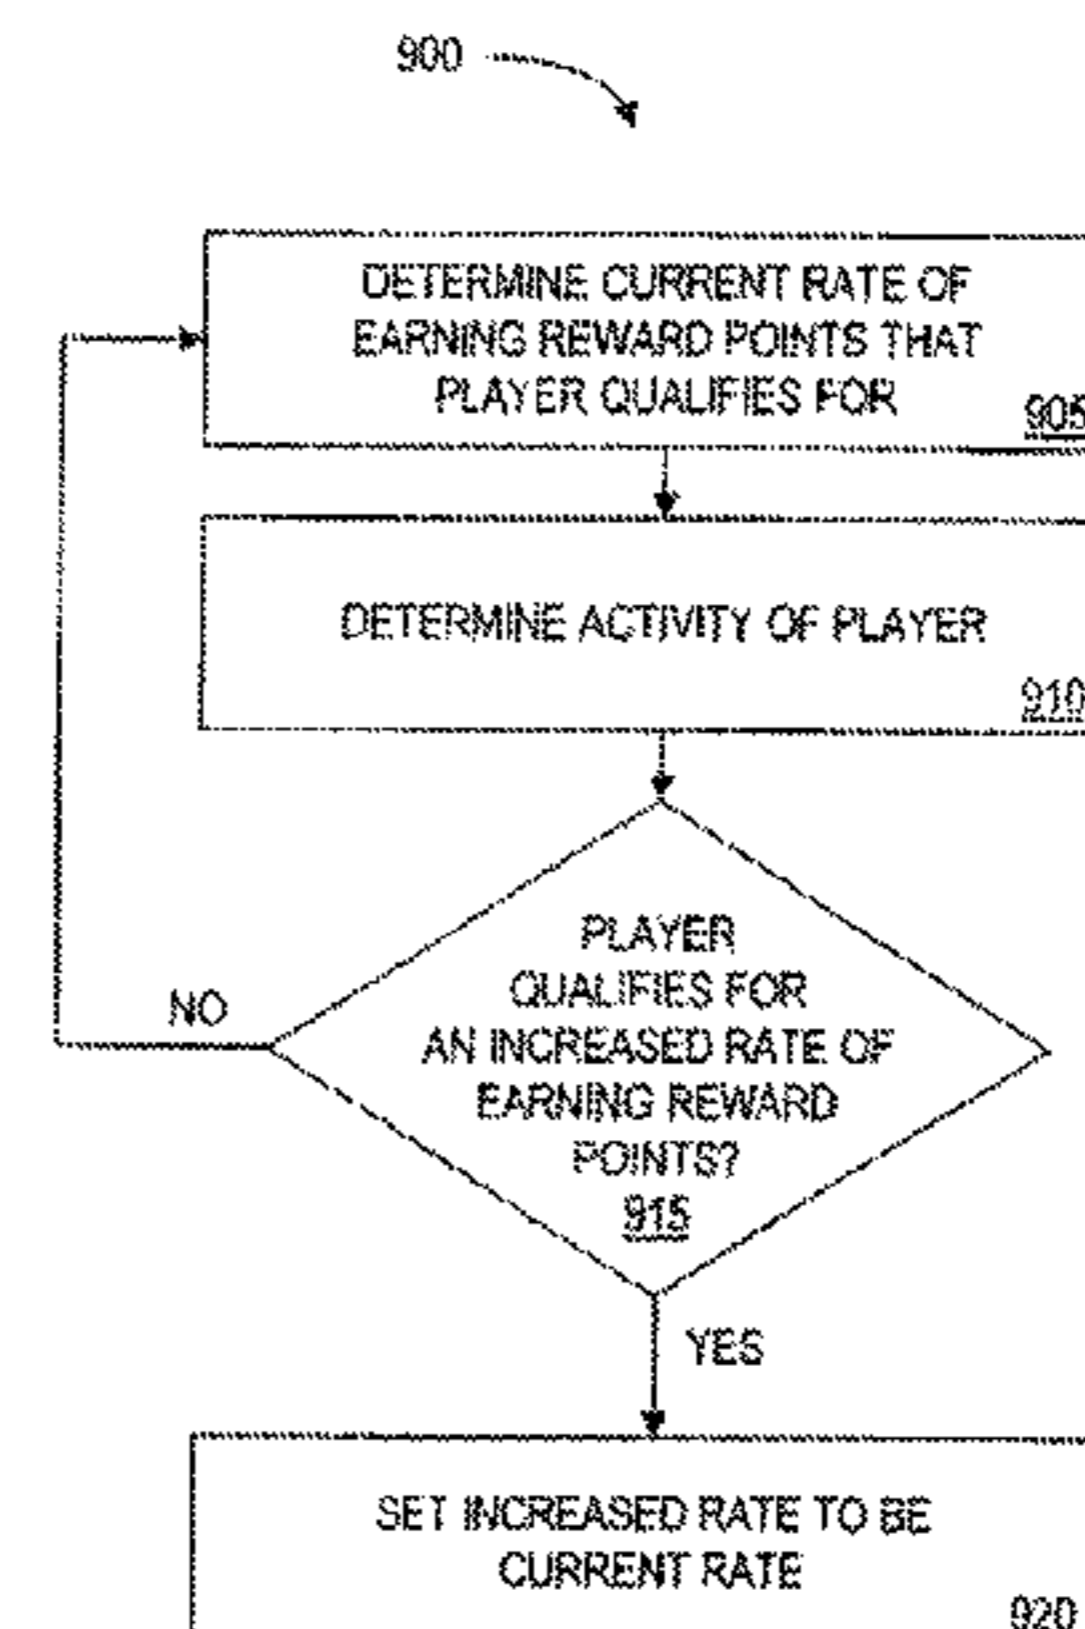 900
DETERMINE CURRENT RATE OF
EARNING REWARD POINTS THAT
PLAYER QUALIFIES FOR
905
DETERMINE ACTIVITY OF PLAYER
910
PLAYER
QUALIFIES FOR
AN INCREASED RATE OF
EARNING REWARD
POINTS?
915
NO
YES
SET INCREASED RATE TO BE
CURRENT RATE
920